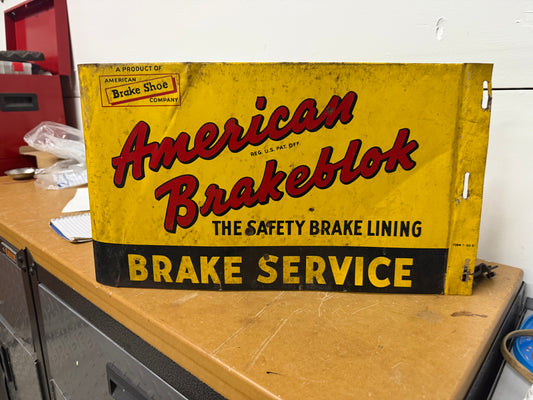 A PRODUCT OF
AMERICAN
Brake Shoe
COMPANY
American
REG. U.S. PAT. OFF.
Brakeblok
THE SAFETY BRAKE LINING
BRAKE SERVICE